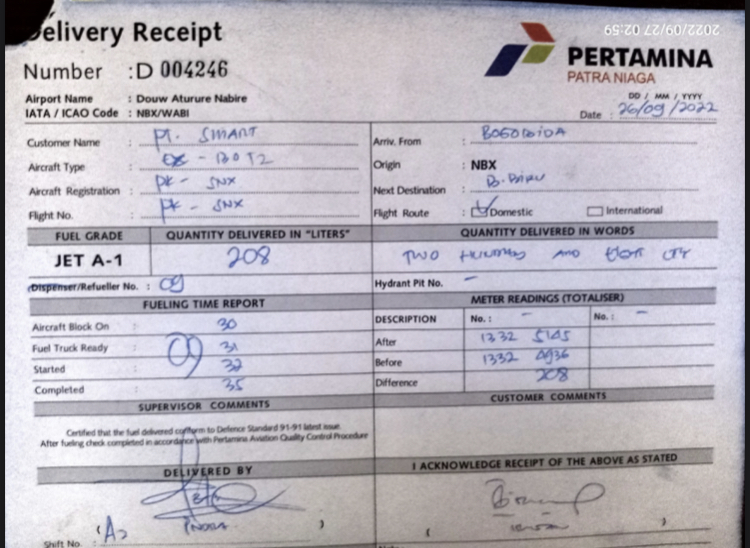 Delivery Receipt
2022/09/27 02:59
Number : D 004246
PERTAMINA
PATRA NIAGA
Airport Name : Douw Aturure Nabire
IATA / ICAO Code : NBX/WABI
DD / MM / YYYY
Date : 26/09/2022
Customer Name : PT. SMART
Arriv. From :
Aircraft Type :
Origin : NBX
Aircraft Registration : PK - SNX
Next Destination :
Flight No. : PK - SNX
Flight Route : Domestic International
FUEL GRADE QUANTITY DELIVERED IN "LITERS" QUANTITY DELIVERED IN WORDS
JET A-1 208 TWO AND
Dispenser/Refueller No. : 09 Hydrant Pit No. -
FUELING TIME REPORT METER READINGS (TOTALISER)
DESCRIPTION No. : - No. : -
Aircraft Block On : 30
After 1332 5145
Fuel Truck Ready : 09 31
Before 1332 4936
Started : 32
Difference 208
Completed : 35
SUPERVISOR COMMENTS CUSTOMER COMMENTS
Certified that the fuel delivered conform to Defence Standard 91-91 latest issue.
After fueling check completed in accordance with Pertamina Aviation Quality Control Procedure
DELIVERED BY I ACKNOWLEDGE RECEIPT OF THE ABOVE AS STATED
( INDRA ) ( )
Shift No. :